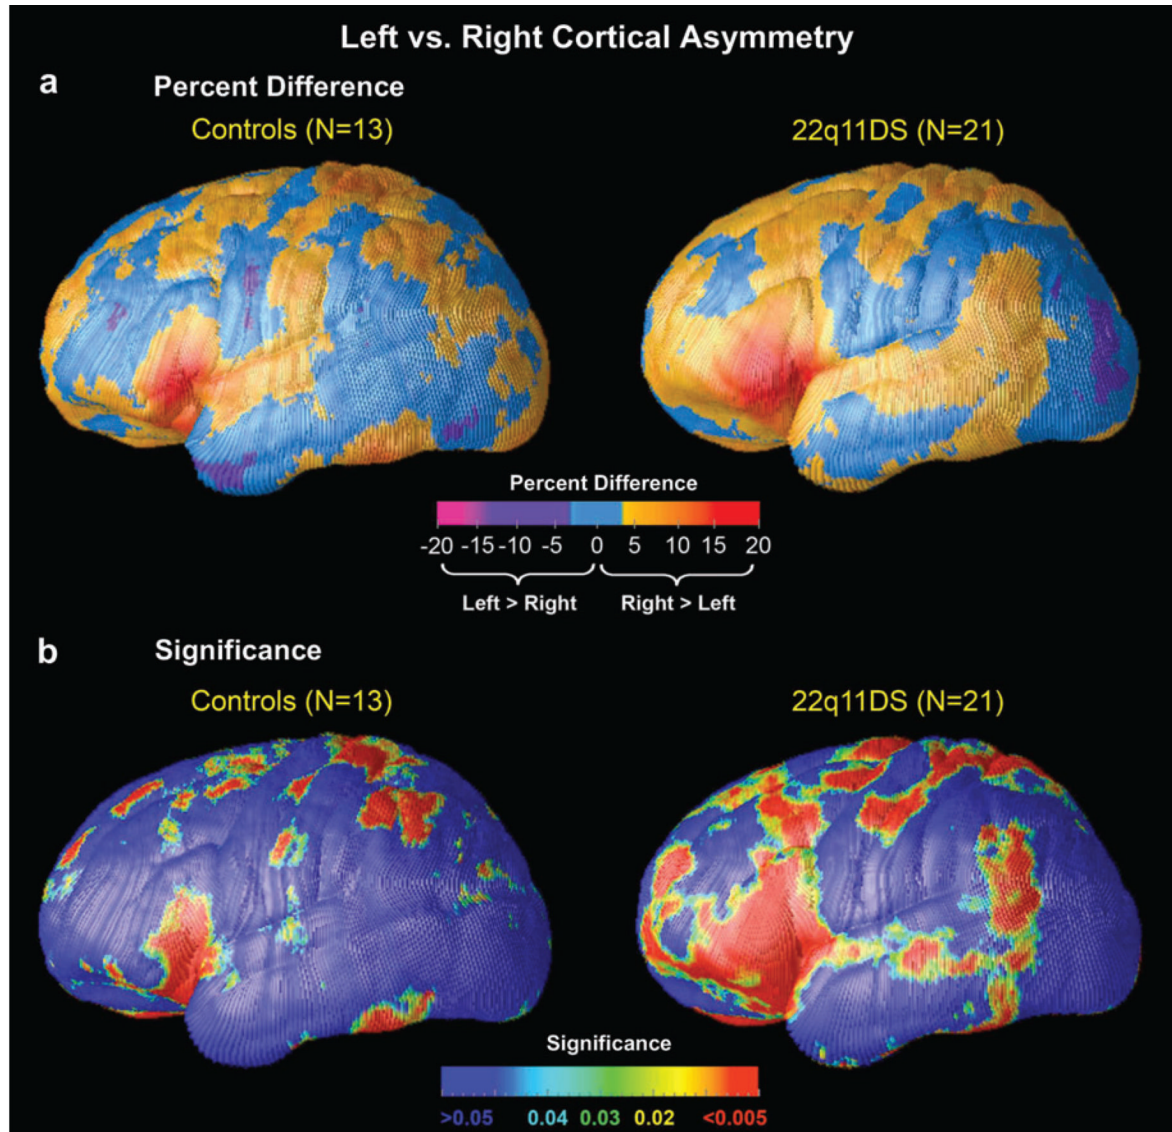 Left vs. Right Cortical Asymmetry
a Percent Difference
Controls (N=13) 22q11DS (N=21)
Percent Difference
-20 -15 -10 -5 0 5 10 15 20
Left > Right Right > Left
b Significance
Controls (N=13) 22q11DS (N=21)
Significance
>0.05 0.04 0.03 0.02 <0.005